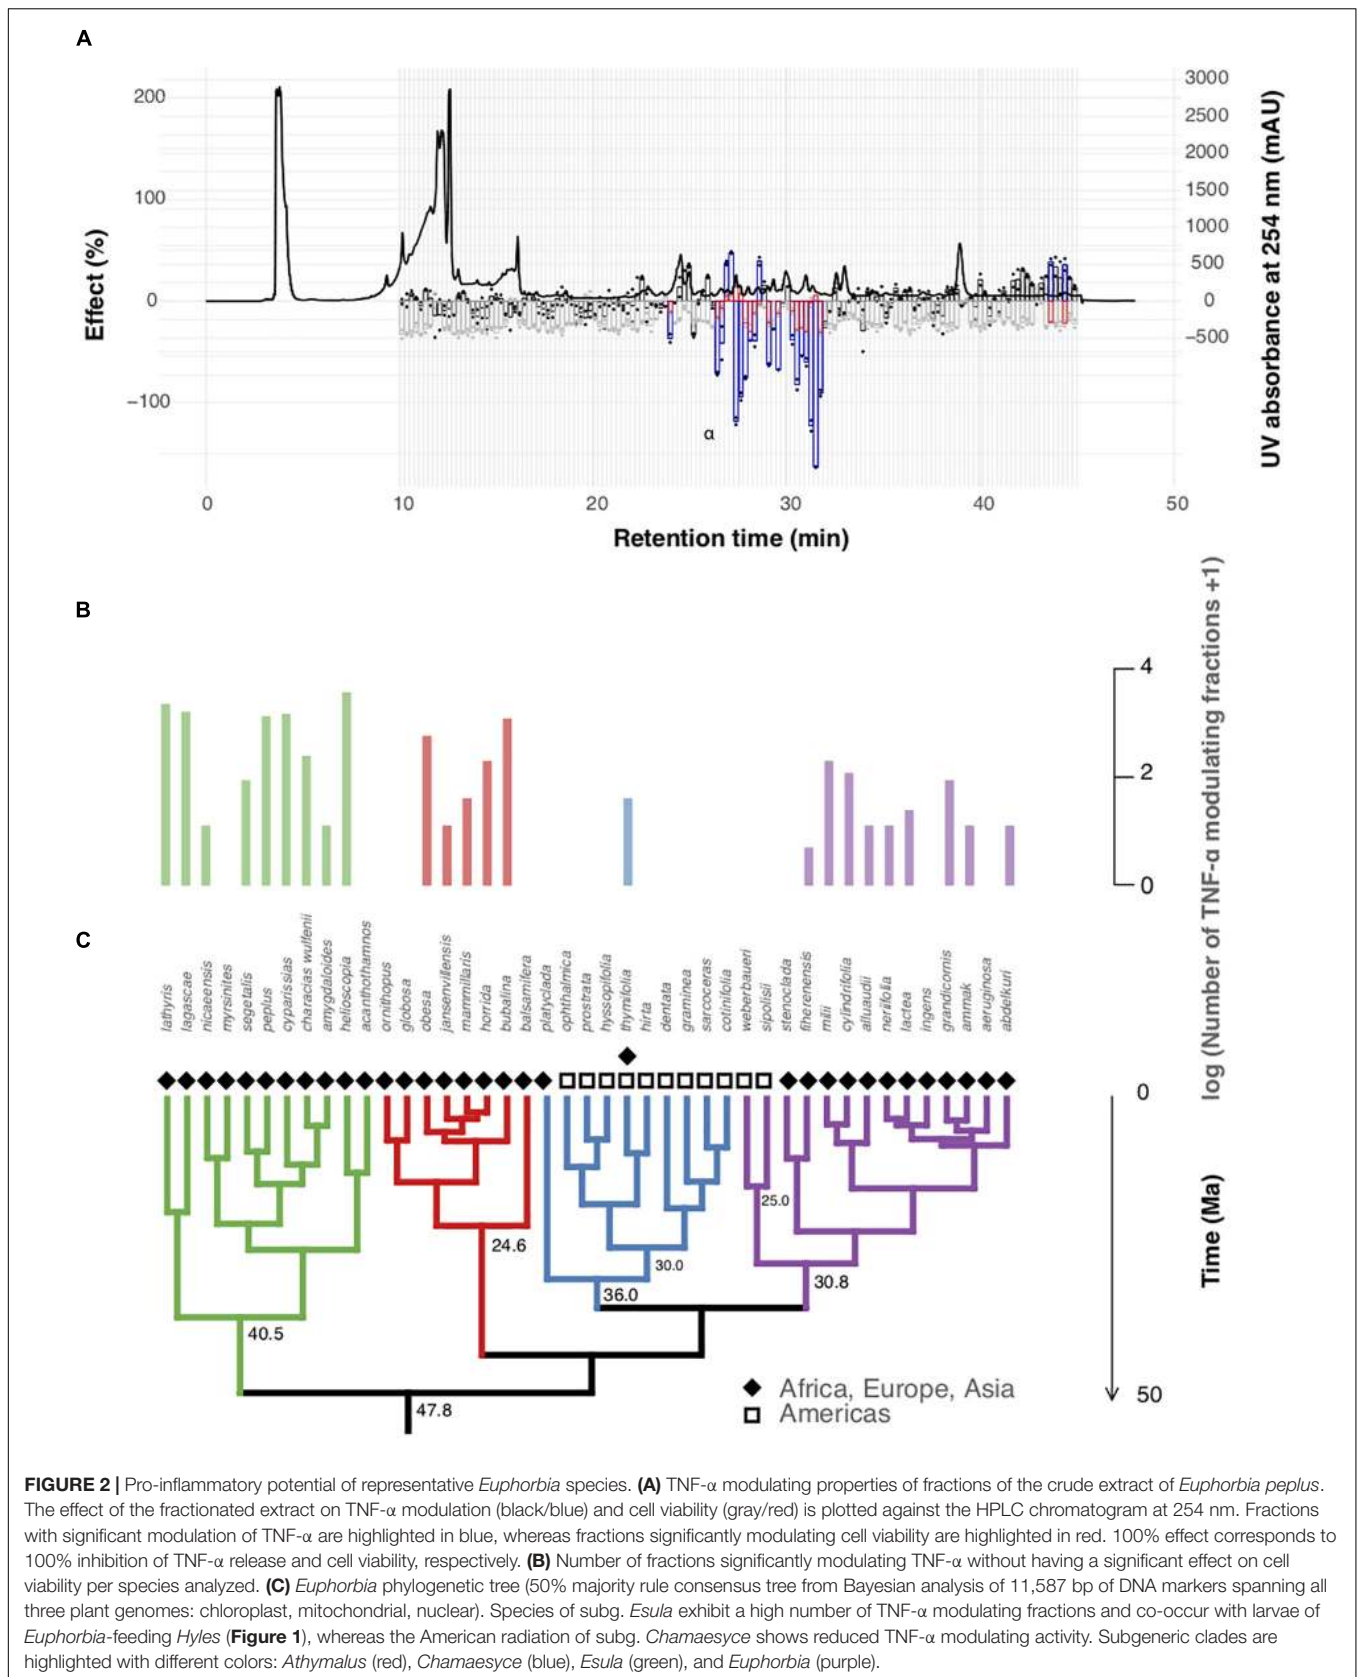 A
200
100
0
−100
Effect (%)
3000
2500
2000
1500
1000
500
0
−500
UV absorbance at 254 nm (mAU)
α
0 10 20 30 40 50
Retention time (min)
B
4
2
0
log (Number of TNF-α modulating fractions +1)
C
lathyris
lagascae
nicaeensis
myrsinites
segetalis
peplus
cyparissias
characias wulfenii
amygdaloides
helioscopia
acanthothamnos
ornithopus
globosa
obesa
jansenvillensis
mammillaris
horrida
bubalina
balsamifera
platyclada
ophthalmica
prostrata
hyssopifolia
thymifolia
hirta
dentata
graminea
sarcoceras
cotinifolia
weberbaueri
sipolisii
stenoclada
fiherenensis
milii
cylindrifolia
alluaudii
neriifolia
lactea
ingens
grandicornis
ammak
aeruginosa
abdelkuri
0
25.0
24.6
30.0
36.0
30.8
40.5
47.8
Time (Ma)
50
Africa, Europe, Asia
Americas
FIGURE 2 | Pro-inflammatory potential of representative Euphorbia species. (A) TNF-α modulating properties of fractions of the crude extract of Euphorbia peplus.
The effect of the fractionated extract on TNF-α modulation (black/blue) and cell viability (gray/red) is plotted against the HPLC chromatogram at 254 nm. Fractions
with significant modulation of TNF-α are highlighted in blue, whereas fractions significantly modulating cell viability are highlighted in red. 100% effect corresponds to
100% inhibition of TNF-α release and cell viability, respectively. (B) Number of fractions significantly modulating TNF-α without having a significant effect on cell
viability per species analyzed. (C) Euphorbia phylogenetic tree (50% majority rule consensus tree from Bayesian analysis of 11,587 bp of DNA markers spanning all
three plant genomes: chloroplast, mitochondrial, nuclear). Species of subg. Esula exhibit a high number of TNF-α modulating fractions and co-occur with larvae of
Euphorbia-feeding Hyles (Figure 1), whereas the American radiation of subg. Chamaesyce shows reduced TNF-α modulating activity. Subgeneric clades are
highlighted with different colors: Athymalus (red), Chamaesyce (blue), Esula (green), and Euphorbia (purple).